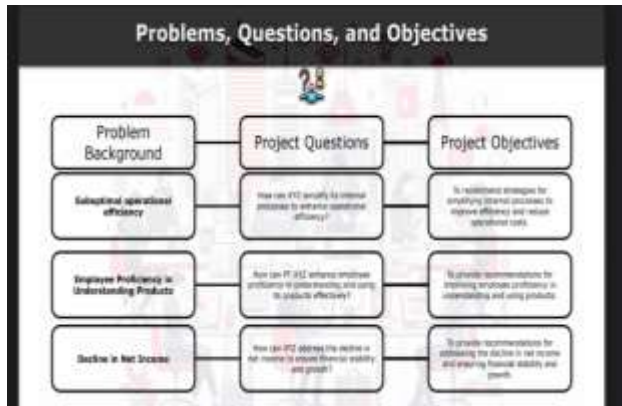 Problems, Questions, and Objectives
Problem
Background
Project Questions
Project Objectives
Suboptimal operational
efficiency
How can XYZ simplify its internal
processes to enhance operational
efficiency?
To recommend strategies for
simplifying internal processes to
improve efficiency and reduce
operational costs.
Employee Proficiency in
Understanding Products
How can PT XYZ enhance employee
proficiency in understanding and using
its products effectively?
To provide recommendations for
improving employee proficiency in
understanding and using products.
Decline in Net Income
How can XYZ address the decline in
net income to ensure financial stability
and growth?
To provide recommendations for
addressing the decline in net income
and ensuring financial stability and
growth.